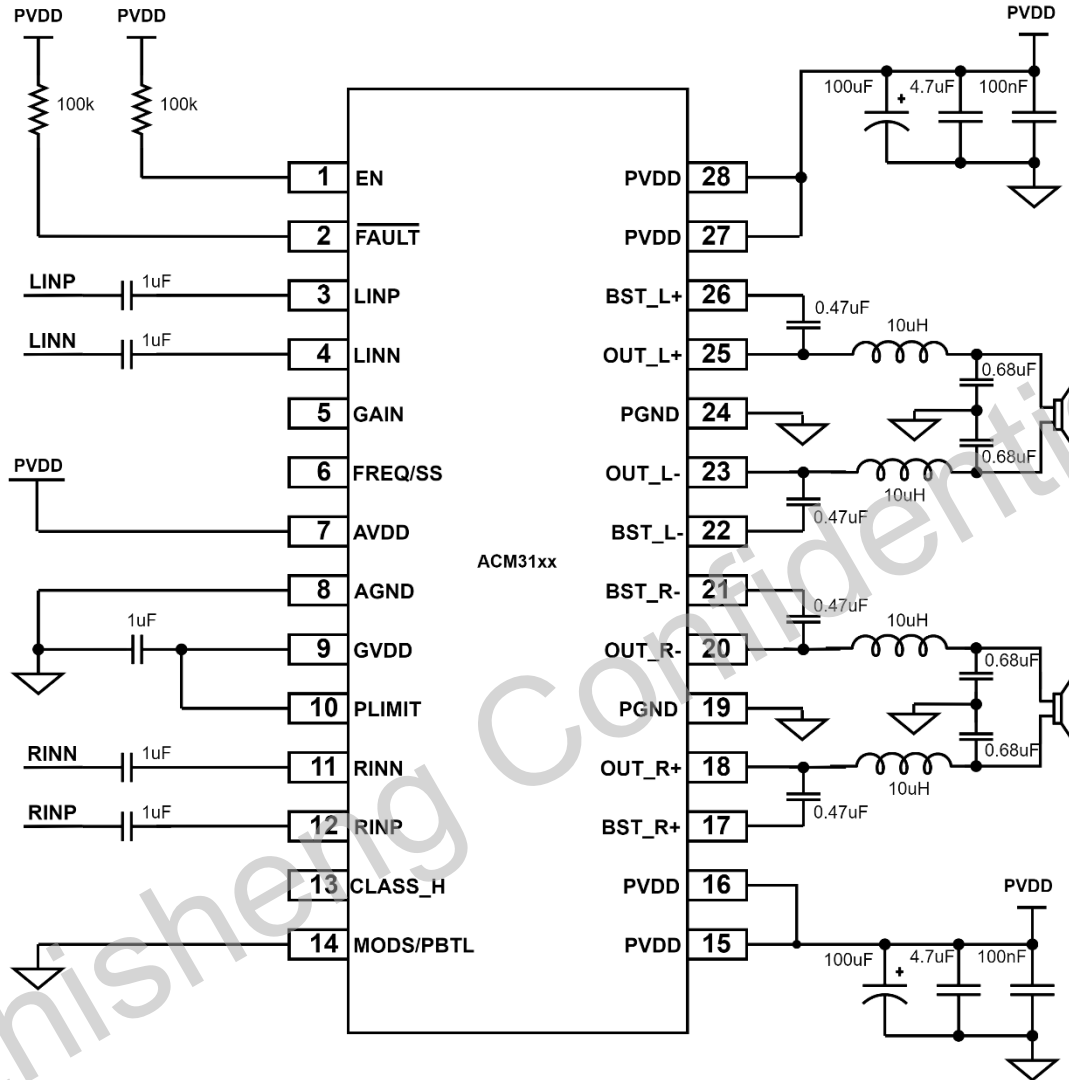 PVDD
PVDD
PVDD
100k
100k
100uF
+
4.7uF
100nF
1
EN
PVDD
28
2
FAULT
PVDD
27
LINP
1uF
3
LINP
BST_L+
26
0.47uF
10uH
LINN
1uF
4
LINN
OUT_L+
25
0.68uF
5
GAIN
PGND
24
0.68uF
PVDD
6
FREQ/SS
OUT_L-
23
10uH
7
AVDD
BST_L-
22
0.47uF
ACM31xx
8
AGND
BST_R-
21
0.47uF
10uH
1uF
9
GVDD
OUT_R-
20
0.68uF
10
PLIMIT
PGND
19
0.68uF
RINN
1uF
11
RINN
OUT_R+
18
10uH
RINP
1uF
12
RINP
BST_R+
17
0.47uF
13
CLASS_H
PVDD
16
PVDD
14
MODS/PBTL
PVDD
15
100uF
+
4.7uF
100nF
nisheng Confidenti